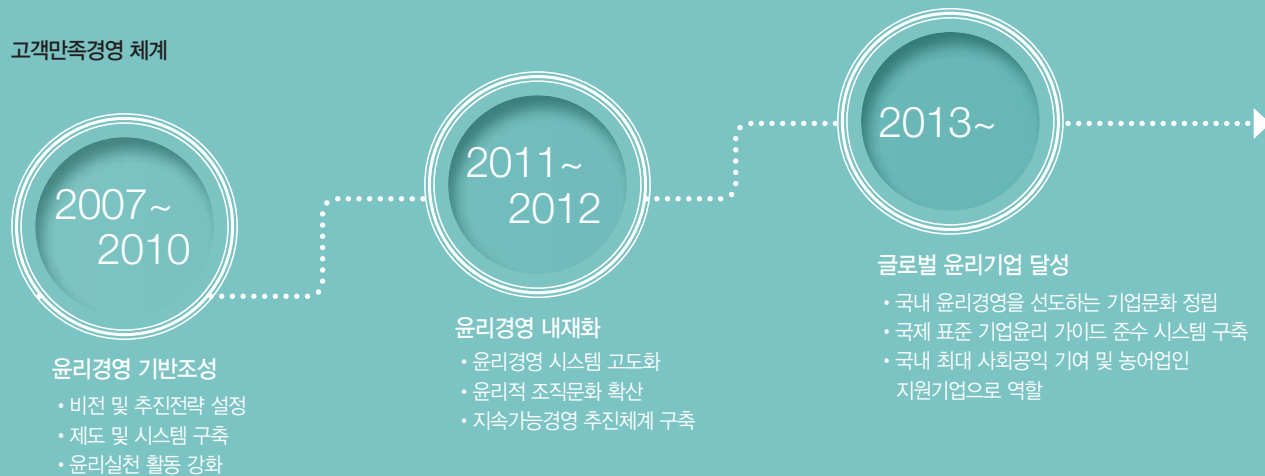 고객만족경영 체계
2007~
2010
윤리경영 기반조성
• 비전 및 추진전략 설정
• 제도 및 시스템 구축
• 윤리실천 활동 강화
2011~
2012
윤리경영 내재화
• 윤리경영 시스템 고도화
• 윤리적 조직문화 확산
• 지속가능경영 추진체계 구축
2013~
글로벌 윤리기업 달성
• 국내 윤리경영을 선도하는 기업문화 정립
• 국제 표준 기업윤리 가이드 준수 시스템 구축
• 국내 최대 사회공익 기여 및 농어업인
지원기업으로 역할